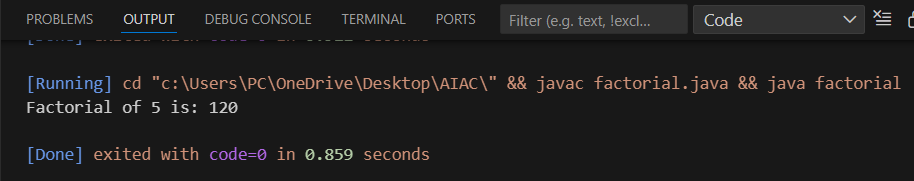 PROBLEMS OUTPUT DEBUG CONSOLE TERMINAL PORTS Filter (e.g. text, !excl... Code
[Running] cd "c:\Users\PC\OneDrive\Desktop\AIAC\" && javac factorial.java && java factorial
Factorial of 5 is: 120
[Done] exited with code=0 in 0.859 seconds